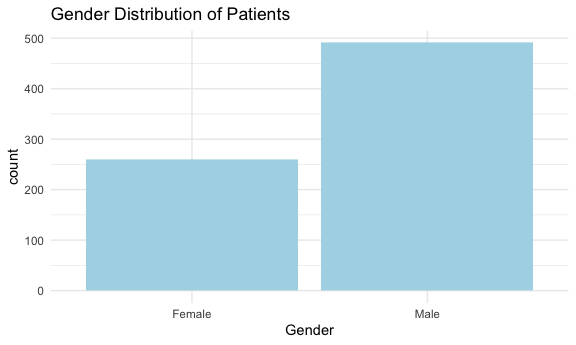 Gender Distribution of Patients
500
400
300
200
100
0
count
Female
Male
Gender